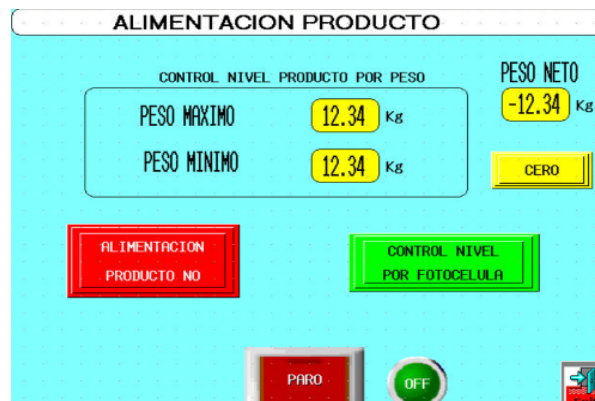 ALIMENTACION PRODUCTO
CONTROL NIVEL PRODUCTO POR PESO
PESO NETO
-12.34 Kg
PESO MAXIMO 12.34 Kg
PESO MINIMO 12.34 Kg
CERO
ALIMENTACION
PRODUCTO NO
CONTROL NIVEL
POR FOTOCELULA
PARO
OFF